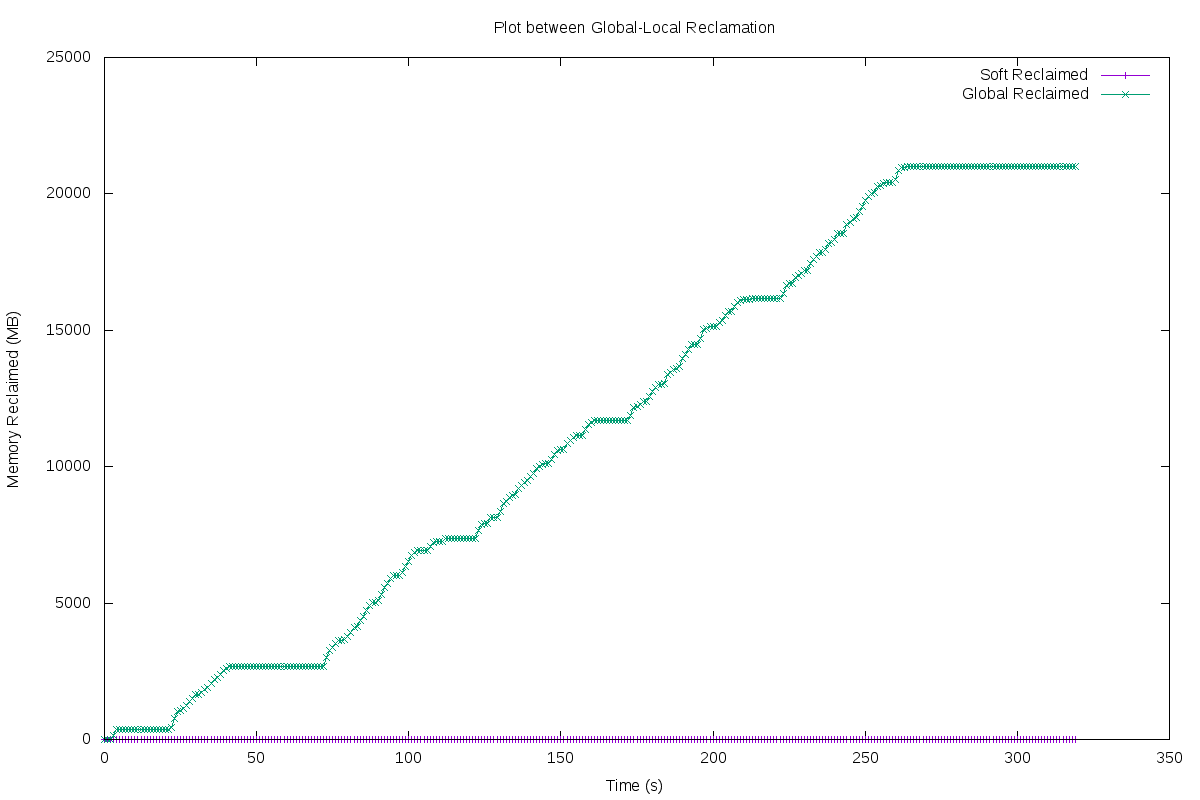 Plot between Global-Local Reclamation
25000
20000
15000
10000
5000
0
Memory Reclaimed (MB)
Soft Reclaimed
Global Reclaimed
0 50 100 150 200 250 300 350
Time (s)